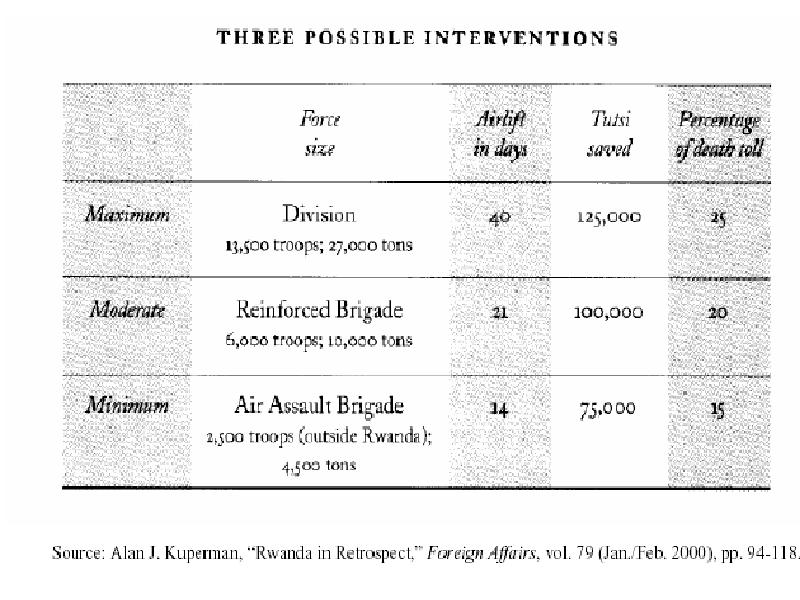 THREE POSSIBLE INTERVENTIONS
Force size Airlift in days Tutsi saved Percentage of death toll
Maximum Division 40 125,000 25
13,500 troops; 27,000 tons
Moderate Reinforced Brigade 21 100,000 20
6,000 troops; 10,000 tons
Minimum Air Assault Brigade 14 75,000 15
2,500 troops (outside Rwanda);
4,500 tons
Source: Alan J. Kuperman, “Rwanda in Retrospect,” Foreign Affairs, vol. 79 (Jan./Feb. 2000), pp. 94-118.